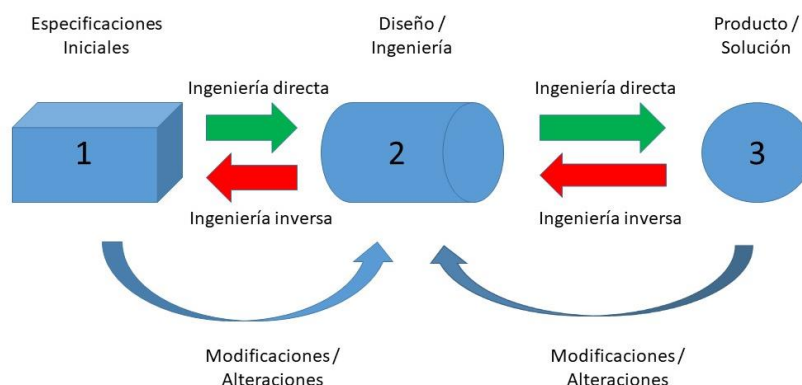 Especificaciones
Iniciales
Diseño /
Ingeniería
Producto /
Solución
Ingeniería directa
Ingeniería directa
1
2
3
Ingeniería inversa
Ingeniería inversa
Modificaciones /
Alteraciones
Modificaciones /
Alteraciones